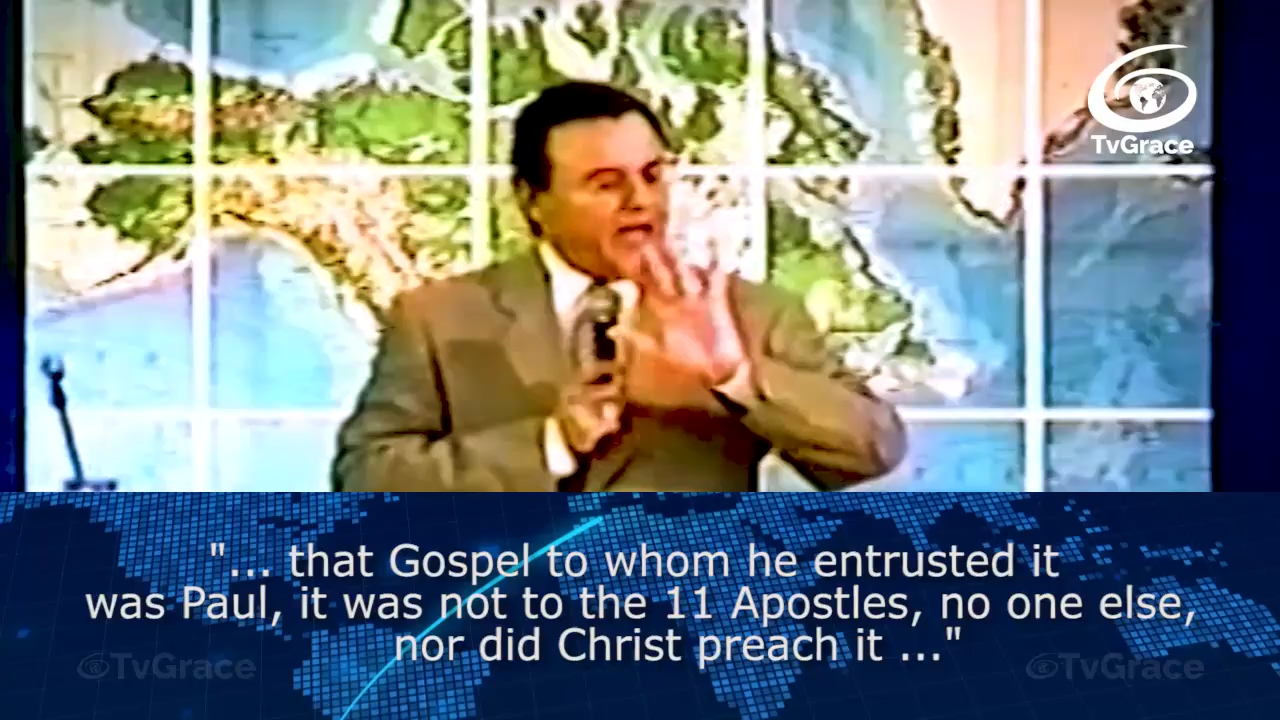 TvGrace
"... that Gospel to whom he entrusted it
was Paul, it was not to the 11 Apostles, no one else,
nor did Christ preach it ..."
TvGrace
TvGrace